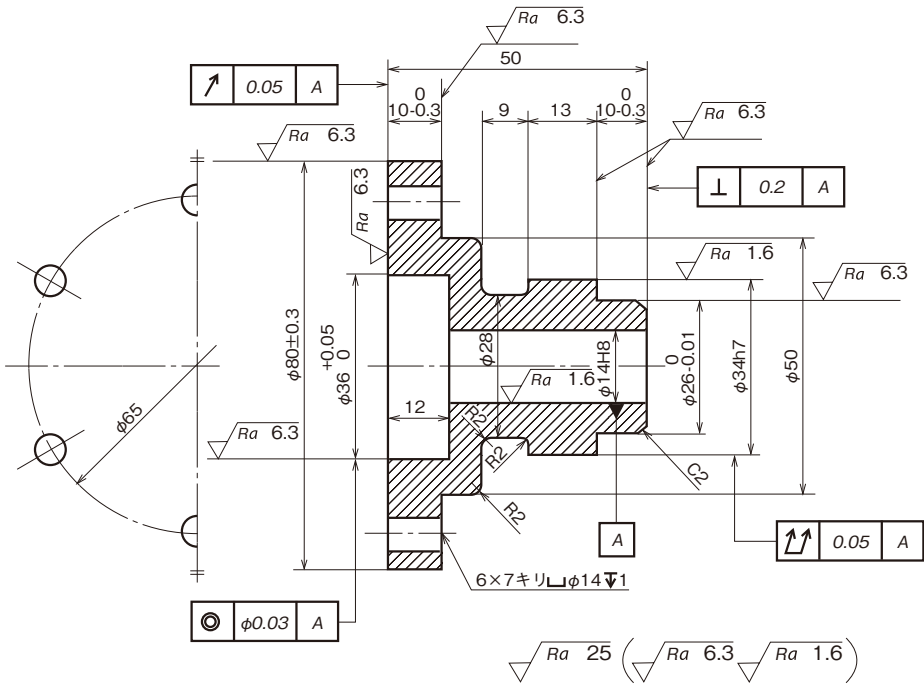 Ra 6.3
50
↗ 0.05 A
0
10-0.3
9
13
0
10-0.3
Ra 6.3
Ra 6.3
Ra 6.3
⊥ 0.2 A
Ra 1.6
Ra 6.3
φ80±0.3
+0.05
φ36 0
φ28
φ14H8
0
φ26-0.01
φ34h7
φ50
Ra 1.6
12
φ65
Ra 6.3
R2
R2
R2
C2
A
⌰ 0.05 A
6×7キリ⌴φ14↧1
◎ φ0.03 A
Ra 25 (Ra 6.3 Ra 1.6)